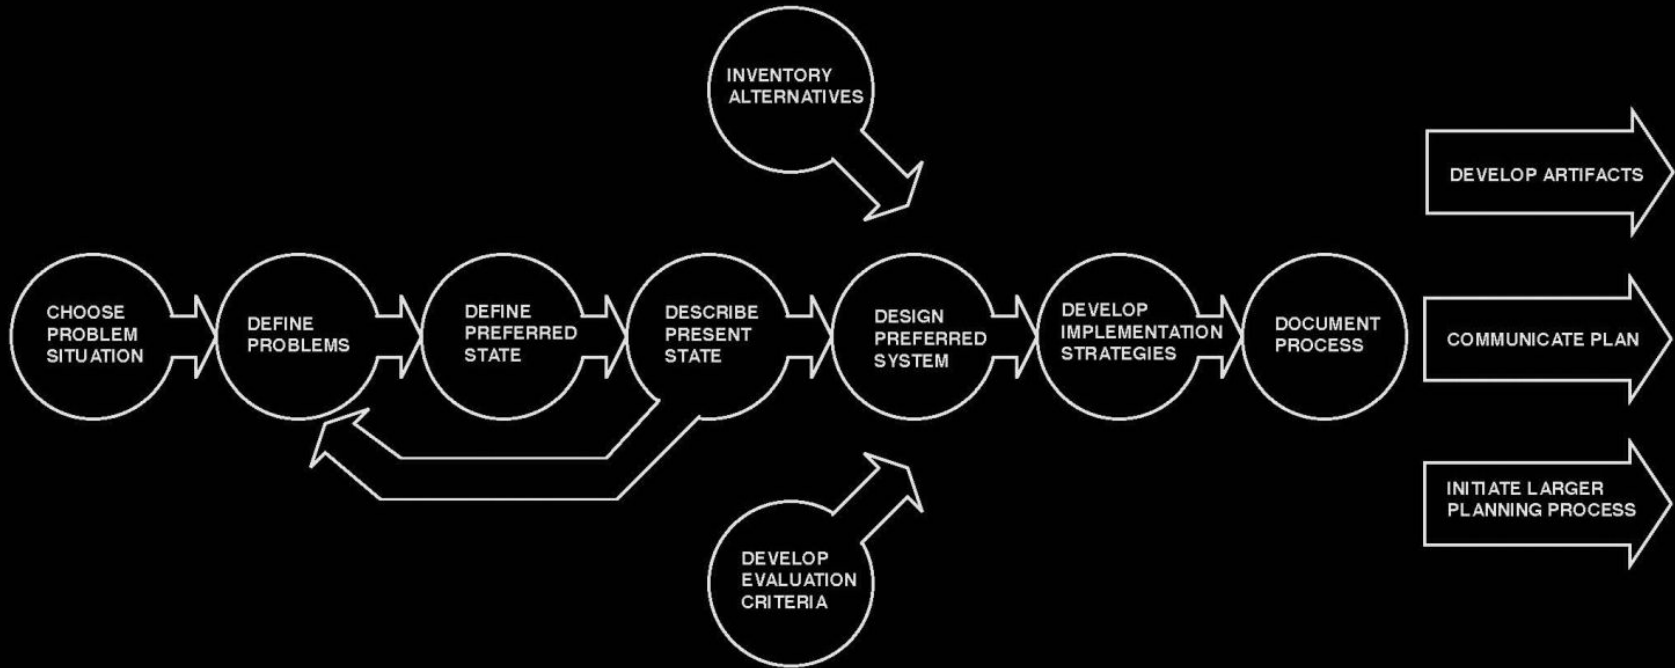 INVENTORY
ALTERNATIVES
CHOOSE
PROBLEM
SITUATION
DEFINE
PROBLEMS
DEFINE
PREFERRED
STATE
DESCRIBE
PRESENT
STATE
DESIGN
PREFERRED
SYSTEM
DEVELOP
IMPLEMENTATION
STRATEGIES
DOCUMENT
PROCESS
DEVELOP
EVALUATION
CRITERIA
DEVELOP ARTIFACTS
COMMUNICATE PLAN
INITIATE LARGER
PLANNING PROCESS